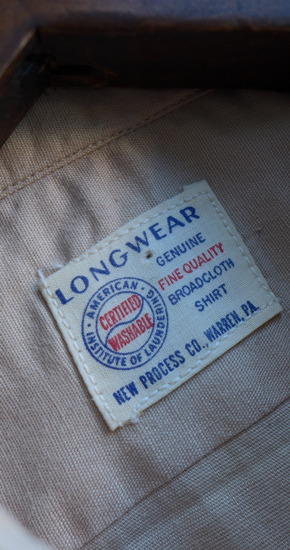 LONGWEAR
AMERICAN
INSTITUTE OF LAUNDERING
CERTIFIED
WASHABLE
GENUINE
FINE QUALITY
BROADCLOTH
SHIRT
NEW PROCESS CO., WARREN, PA.